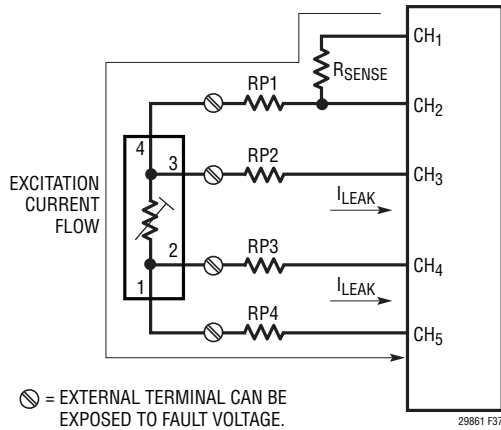 CH1
RSENSE
RP1
CH2
4
3
RP2
CH3
EXCITATION
CURRENT
FLOW
ILEAK
2
RP3
CH4
1
ILEAK
RP4
CH5
= EXTERNAL TERMINAL CAN BE
EXPOSED TO FAULT VOLTAGE.
29861 F37